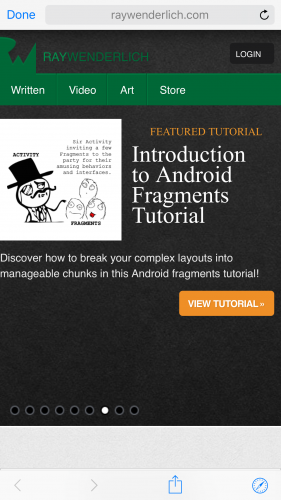 Done
raywenderlich.com
RAYWENDERLICH
LOGIN
Written
Video
Art
Store
Sir Activity
inviting a few
Fragments to the
party for their
amusing behaviors
and interfaces.
ACTIVITY
FRAGMENTS
FEATURED TUTORIAL
Introduction
to Android
Fragments
Tutorial
Discover how to break your complex layouts into
manageable chunks in this Android fragments tutorial!
VIEW TUTORIAL »